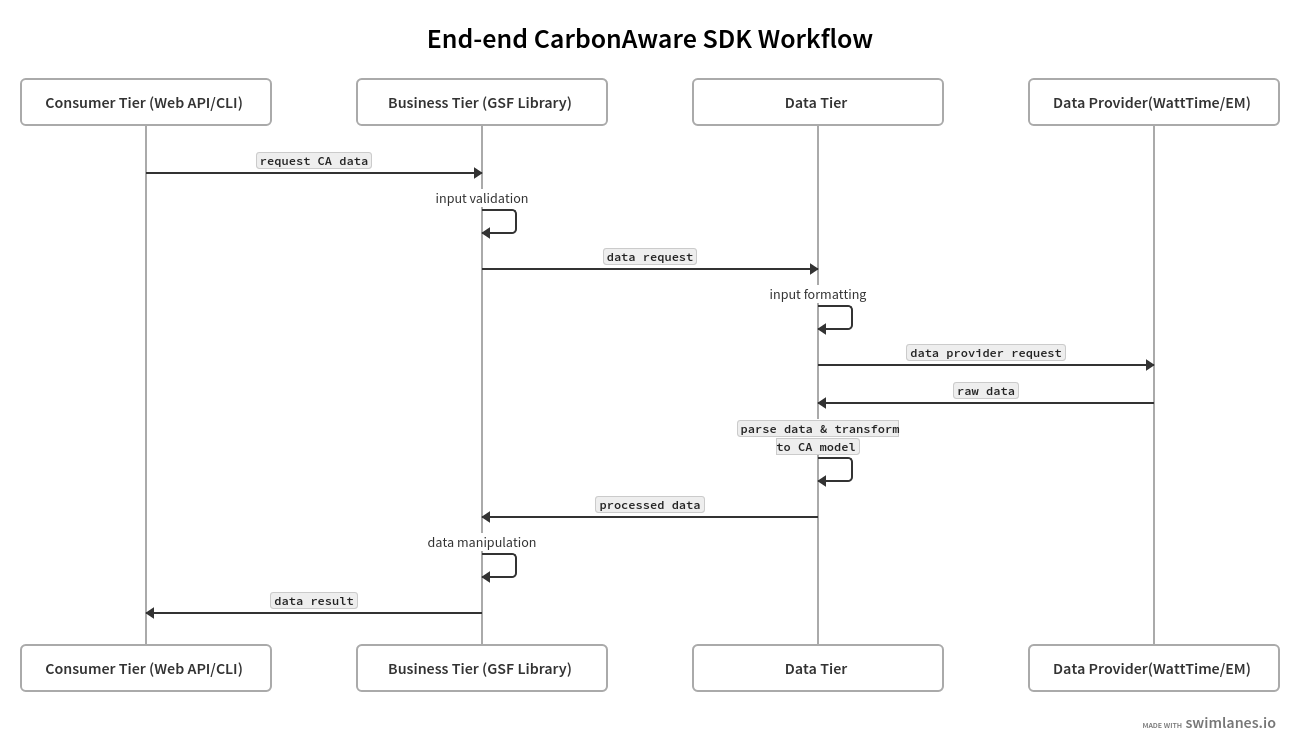 End-end CarbonAware SDK Workflow
Consumer Tier (Web API/CLI)
Business Tier (GSF Library)
Data Tier
Data Provider(WattTime/EM)
request CA data
input validation
data request
input formatting
data provider request
raw data
parse data & transform
to CA model
processed data
data manipulation
data result
Consumer Tier (Web API/CLI)
Business Tier (GSF Library)
Data Tier
Data Provider(WattTime/EM)
MADE WITH swimlanes.io